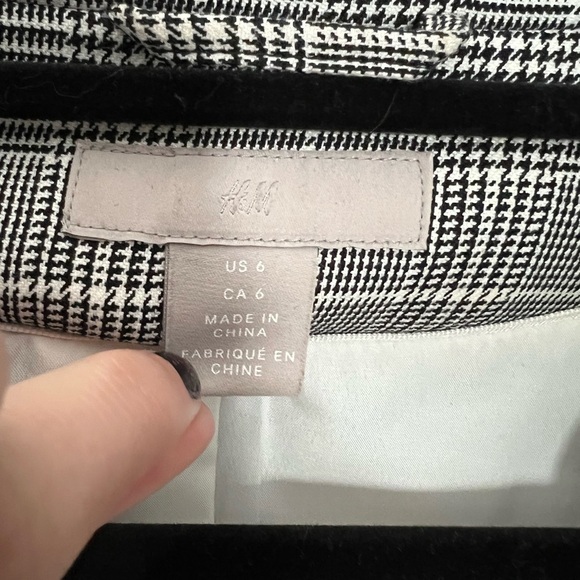 H&M
US 6
CA 6
MADE IN
CHINA
FABRIQUÉ EN
CHINE